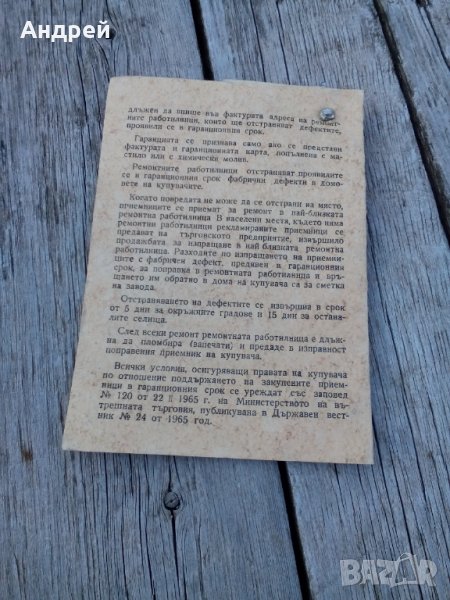 Андрей
длъжен да впише във фактурата адреса на ремонт-
ните работилници, които ще отстраняват дефектите,
проявили се в гаранционния срок.
Гаранцията се признава само ако се представи
фактурата и гаранционната карта, попълнена с ма-
стило или с химически молив.
Ремонтните работилници отстраняват проявилите
се в гаранционния срок фабрични дефекти в домо-
вете на купувачите.
Когато повредата не може да се отстрани на място,
приемниците се приемат за ремонт в най-близката
ремонтна работилница. В населени места, където няма
ремонтни работилници рекламираните приемници се
предават на търговското предприятие, извършило
продажбата за изпращане в най-близката ремонтна
работилница. Разходите по изпращането на приемни-
ците с фабричен дефект, предявен в гаранционния
срок, за поправка в ремонтната работилница и връ-
щането им обратно в дома на купувача са за сметка
на завода.
Отстраняването на дефектите се извършва в срок
от 5 дни за окръжните градове и 15 дни за остана-
лите селища.
След всеки ремонт ремонтната работилница е длъж-
на да пломбира (запечати) и предаде в изправност
поправения приемник на купувача.
Всички условия, осигуряващи правата на купувача
по отношение поддържането на закупените прием-
ници в гаранционния срок се уреждат със заповед
№ 120 от 22 II 1965 г. на Министерството на вът-
решната търговия, публикувана в Държавен вест-
ник № 24 от 1965 год.
BAZAR